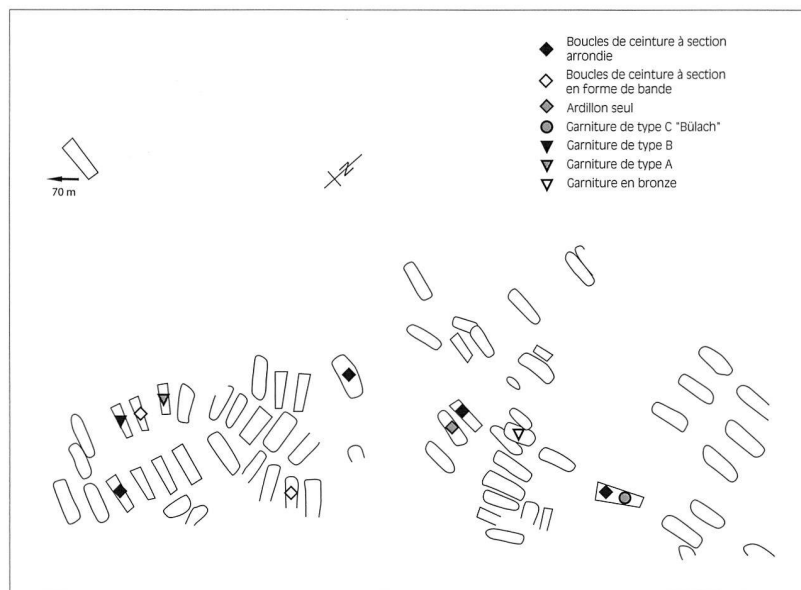 Boucles de ceinture à section
arrondie
Boucles de ceinture à section
en forme de bande
Ardillon seul
Garniture de type C "Bülach"
Garniture de type B
Garniture de type A
Garniture en bronze
70 m
N